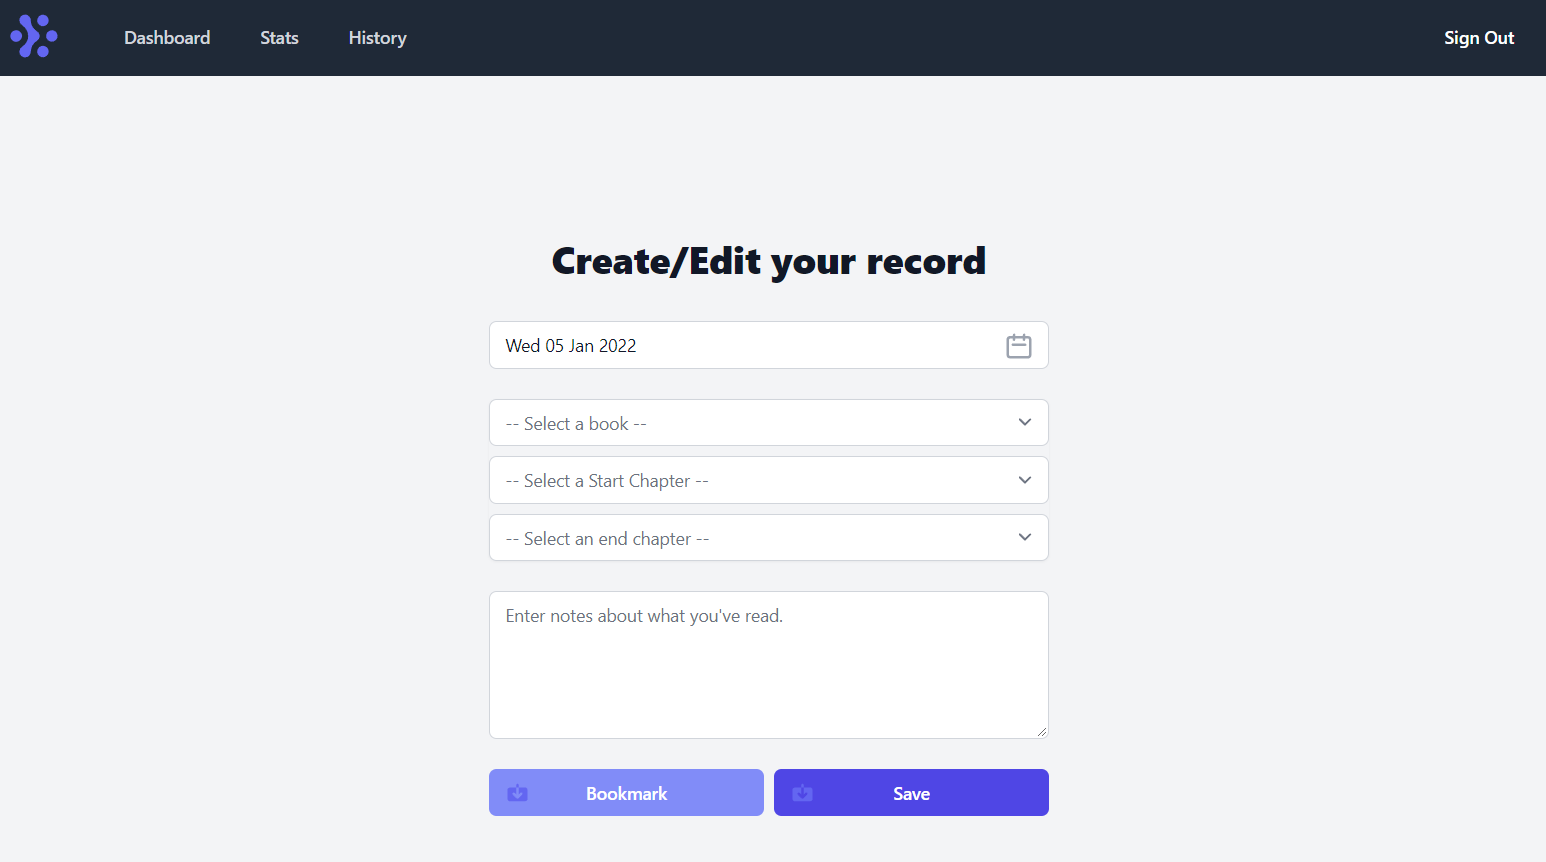 Dashboard Stats History Sign Out
Create/Edit your record
Wed 05 Jan 2022
-- Select a book --
-- Select a Start Chapter --
-- Select an end chapter --
Enter notes about what you've read.
Bookmark Save